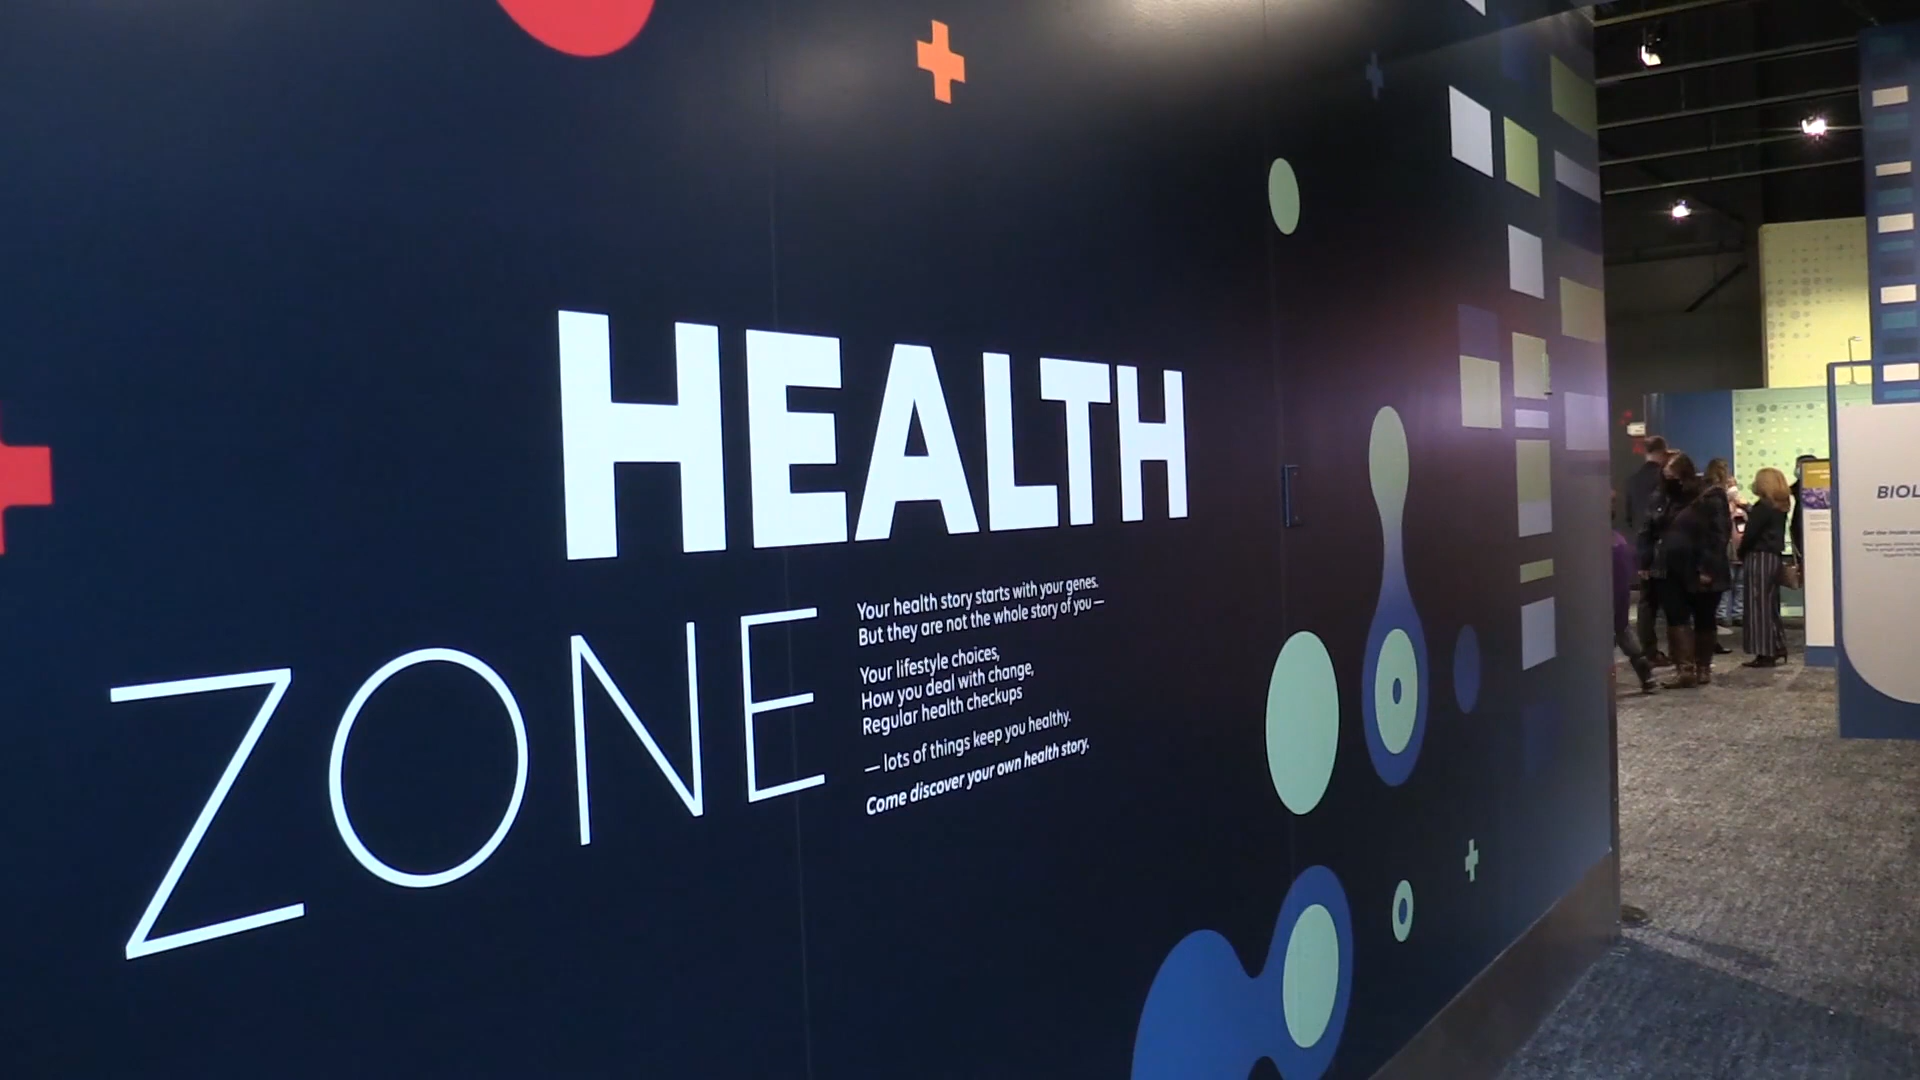 HEALTH
ZONE
Your health story starts with your genes.
But they are not the whole story of you —
Your lifestyle choices,
How you deal with change,
Regular health checkups
— lots of things keep you healthy.
Come discover your own health story.
BIOL